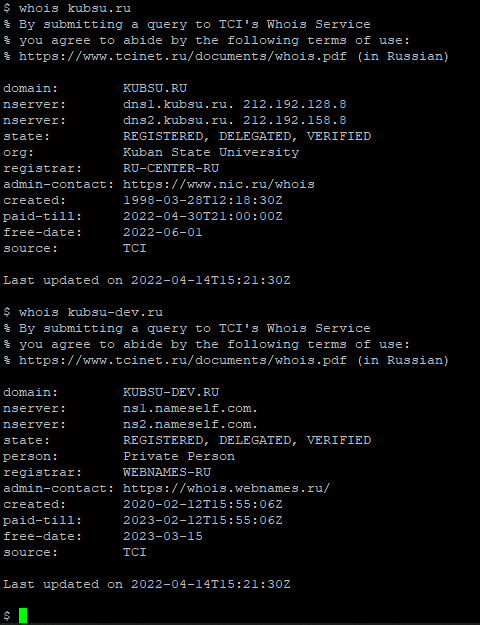 $ whois kubsu.ru
% By submitting a query to TCI's Whois Service
% you agree to abide by the following terms of use:
% https://www.tcinet.ru/documents/whois.pdf (in Russian)

domain:        KUBSU.RU
nserver:       dns1.kubsu.ru. 212.192.128.8
nserver:       dns2.kubsu.ru. 212.192.158.8
state:         REGISTERED, DELEGATED, VERIFIED
org:           Kuban State University
registrar:     RU-CENTER-RU
admin-contact: https://www.nic.ru/whois
created:       1998-03-28T12:18:30Z
paid-till:     2022-04-30T21:00:00Z
free-date:     2022-06-01
source:        TCI

Last updated on 2022-04-14T15:21:30Z

$ whois kubsu-dev.ru
% By submitting a query to TCI's Whois Service
% you agree to abide by the following terms of use:
% https://www.tcinet.ru/documents/whois.pdf (in Russian)

domain:        KUBSU-DEV.RU
nserver:       ns1.nameself.com.
nserver:       ns2.nameself.com.
state:         REGISTERED, DELEGATED, VERIFIED
person:        Private Person
registrar:     WEBNAMES-RU
admin-contact: https://whois.webnames.ru/
created:       2020-02-12T15:55:06Z
paid-till:     2023-02-12T15:55:06Z
free-date:     2023-03-15
source:        TCI

Last updated on 2022-04-14T15:21:30Z

$